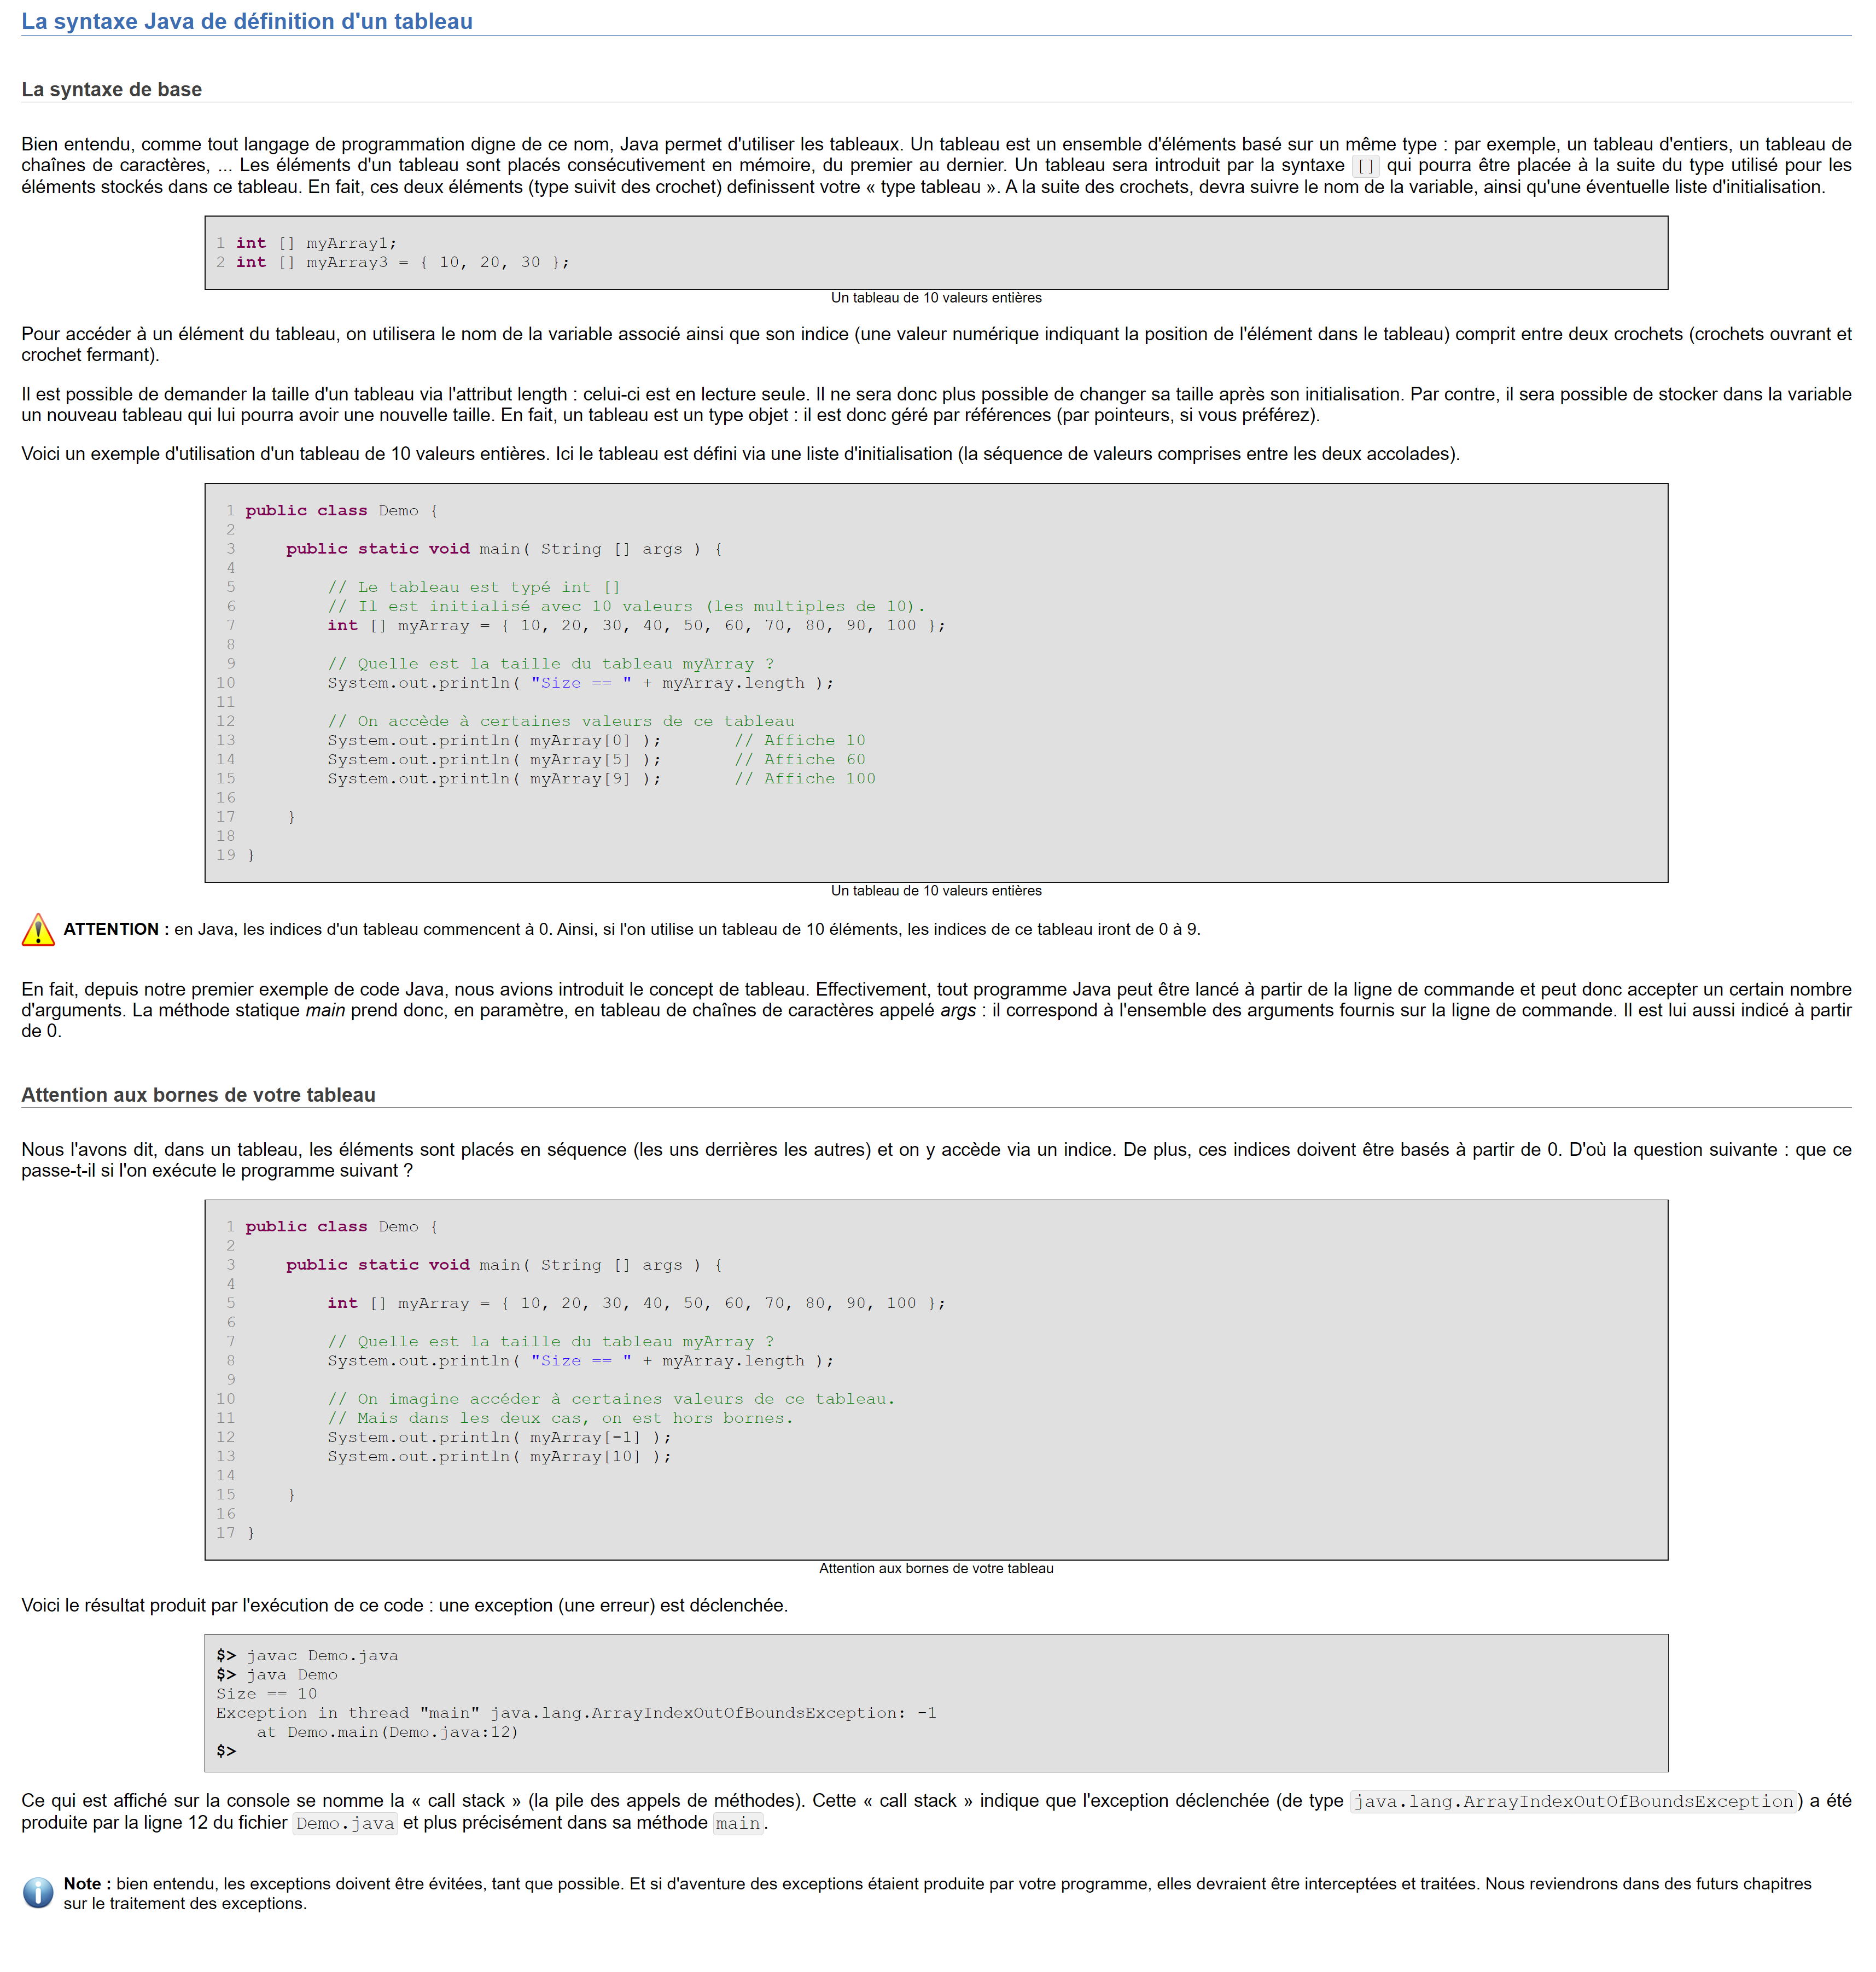 La syntaxe Java de définition d'un tableau
La syntaxe de base
Bien entendu, comme tout langage de programmation digne de ce nom, Java permet d'utiliser les tableaux. Un tableau est un ensemble d'éléments basé sur un même type : par exemple, un tableau d'entiers, un tableau de
chaînes de caractères, ... Les éléments d'un tableau sont placés consécutivement en mémoire, du premier au dernier. Un tableau sera introduit par la syntaxe [] qui pourra être placée à la suite du type utilisé pour les
éléments stockés dans ce tableau. En fait, ces deux éléments (type suivit des crochet) definissent votre « type tableau ». A la suite des crochets, devra suivre le nom de la variable, ainsi qu'une éventuelle liste d'initialisation.
1 int [] myArray1;
2 int [] myArray3 = { 10, 20, 30 };
Un tableau de 10 valeurs entières
Pour accéder à un élément du tableau, on utilisera le nom de la variable associé ainsi que son indice (une valeur numérique indiquant la position de l'élément dans le tableau) comprit entre deux crochets (crochets ouvrant et
crochet fermant).
Il est possible de demander la taille d'un tableau via l'attribut length : celui-ci est en lecture seule. Il ne sera donc plus possible de changer sa taille après son initialisation. Par contre, il sera possible de stocker dans la variable
un nouveau tableau qui lui pourra avoir une nouvelle taille. En fait, un tableau est un type objet : il est donc géré par références (par pointeurs, si vous préférez).
Voici un exemple d'utilisation d'un tableau de 10 valeurs entières. Ici le tableau est défini via une liste d'initialisation (la séquence de valeurs comprises entre les deux accolades).
1 public class Demo {
2
3     public static void main( String [] args ) {
4
5         // Le tableau est typé int []
6         // Il est initialisé avec 10 valeurs (les multiples de 10).
7         int [] myArray = { 10, 20, 30, 40, 50, 60, 70, 80, 90, 100 };
8
9         // Quelle est la taille du tableau myArray ?
10         System.out.println( "Size == " + myArray.length );
11
12         // On accède à certaines valeurs de ce tableau
13         System.out.println( myArray[0] );       // Affiche 10
14         System.out.println( myArray[5] );       // Affiche 60
15         System.out.println( myArray[9] );       // Affiche 100
16
17     }
18
19 }
Un tableau de 10 valeurs entières
ATTENTION : en Java, les indices d'un tableau commencent à 0. Ainsi, si l'on utilise un tableau de 10 éléments, les indices de ce tableau iront de 0 à 9.
En fait, depuis notre premier exemple de code Java, nous avions introduit le concept de tableau. Effectivement, tout programme Java peut être lancé à partir de la ligne de commande et peut donc accepter un certain nombre
d'arguments. La méthode statique main prend donc, en paramètre, en tableau de chaînes de caractères appelé args : il correspond à l'ensemble des arguments fournis sur la ligne de commande. Il est lui aussi indicé à partir
de 0.
Attention aux bornes de votre tableau
Nous l'avons dit, dans un tableau, les éléments sont placés en séquence (les uns derrières les autres) et on y accède via un indice. De plus, ces indices doivent être basés à partir de 0. D'où la question suivante : que ce
passe-t-il si l'on exécute le programme suivant ?
1 public class Demo {
2
3     public static void main( String [] args ) {
4
5         int [] myArray = { 10, 20, 30, 40, 50, 60, 70, 80, 90, 100 };
6
7         // Quelle est la taille du tableau myArray ?
8         System.out.println( "Size == " + myArray.length );
9
10         // On imagine accéder à certaines valeurs de ce tableau.
11         // Mais dans les deux cas, on est hors bornes.
12         System.out.println( myArray[-1] );
13         System.out.println( myArray[10] );
14
15     }
16
17 }
Attention aux bornes de votre tableau
Voici le résultat produit par l'exécution de ce code : une exception (une erreur) est déclenchée.
$> javac Demo.java
$> java Demo
Size == 10
Exception in thread "main" java.lang.ArrayIndexOutOfBoundsException: -1
    at Demo.main(Demo.java:12)
$>
Ce qui est affiché sur la console se nomme la « call stack » (la pile des appels de méthodes). Cette « call stack » indique que l'exception déclenchée (de type java.lang.ArrayIndexOutOfBoundsException) a été
produite par la ligne 12 du fichier Demo.java et plus précisément dans sa méthode main.
Note : bien entendu, les exceptions doivent être évitées, tant que possible. Et si d'aventure des exceptions étaient produite par votre programme, elles devraient être interceptées et traitées. Nous reviendrons dans des futurs chapitres
sur le traitement des exceptions.